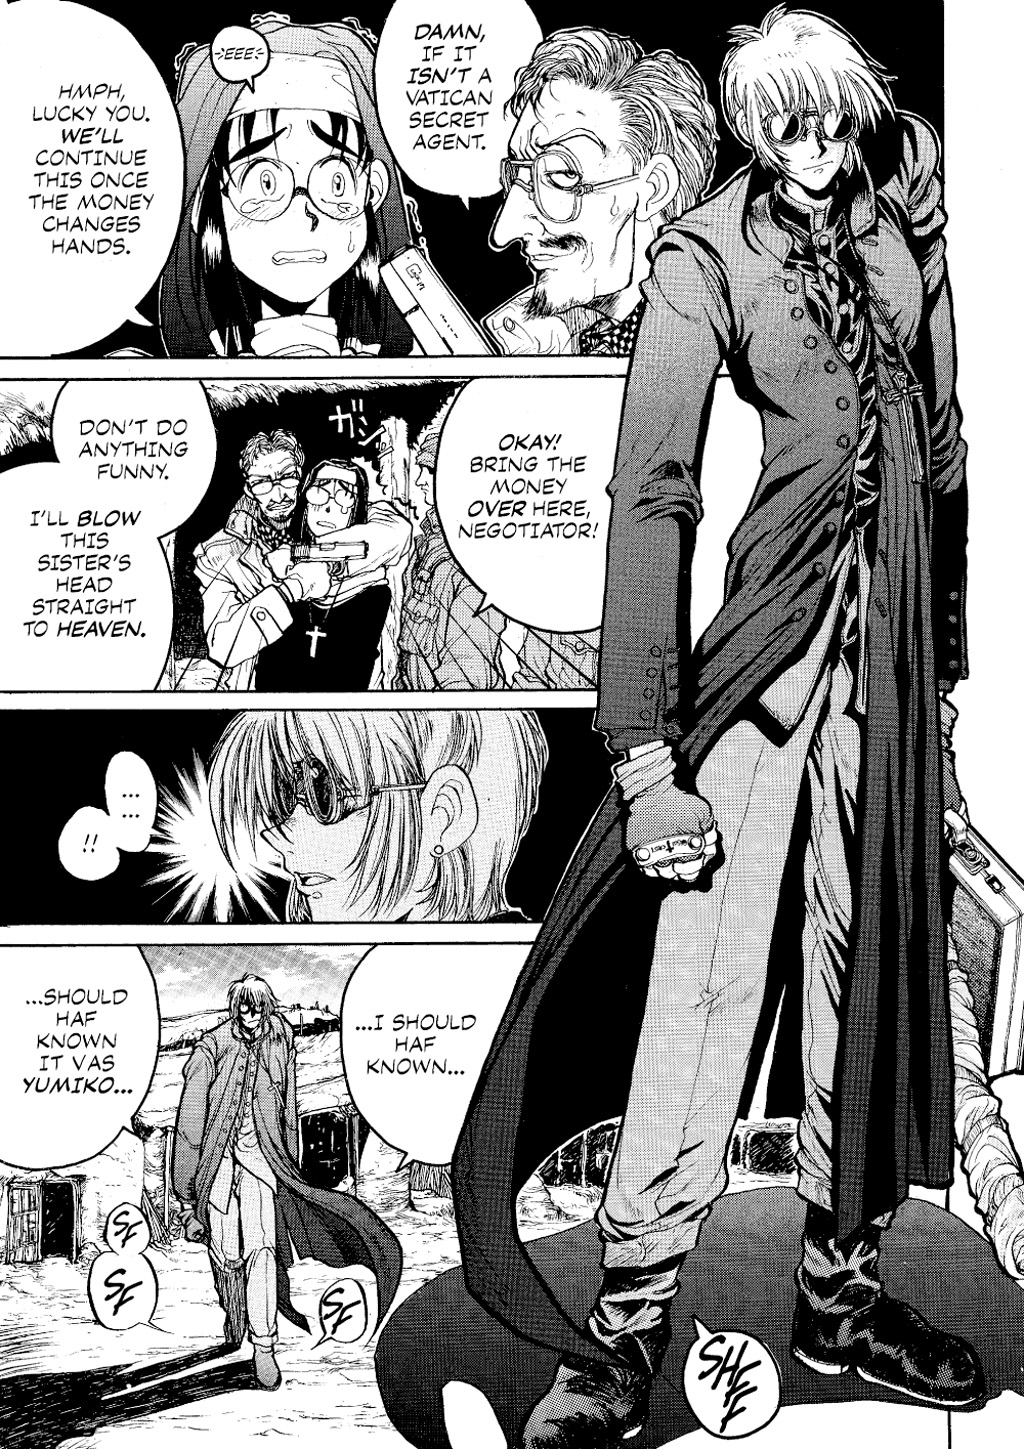 DAMN,
IF IT
ISN'T A
VATICAN
SECRET
AGENT.
-EEE-
HMPH,
LUCKY YOU.
WE'LL
CONTINUE
THIS ONCE
THE MONEY
CHANGES
HANDS.
OKAY!
BRING THE
MONEY
OVER HERE,
NEGOTIATOR!
ガシ
DON'T DO
ANYTHING
FUNNY.
I'LL BLOW
THIS
SISTER'S
HEAD
STRAIGHT
TO HEAVEN.
...
...
!!
...I SHOULD
HAF
KNOWN...
...SHOULD
HAF
KNOWN
IT VAS
YUMIKO...
SF
SF
SF
SHFF